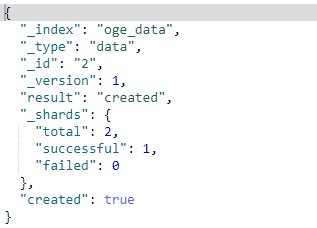 {
  "_index": "oge_data",
  "_type": "data",
  "_id": "2",
  "_version": 1,
  "result": "created",
  "_shards": {
    "total": 2,
    "successful": 1,
    "failed": 0
  },
  "created": true
}